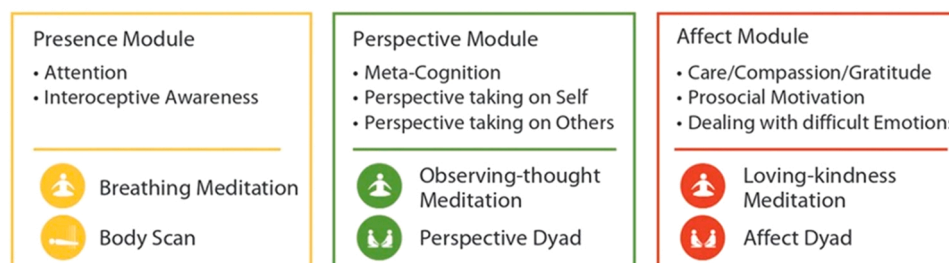 Presence Module
• Attention
• Interoceptive Awareness
Breathing Meditation
Body Scan
Perspective Module
• Meta-Cognition
• Perspective taking on Self
• Perspective taking on Others
Observing-thought
Meditation
Perspective Dyad
Affect Module
• Care/Compassion/Gratitude
• Prosocial Motivation
• Dealing with difficult Emotions
Loving-kindness
Meditation
Affect Dyad